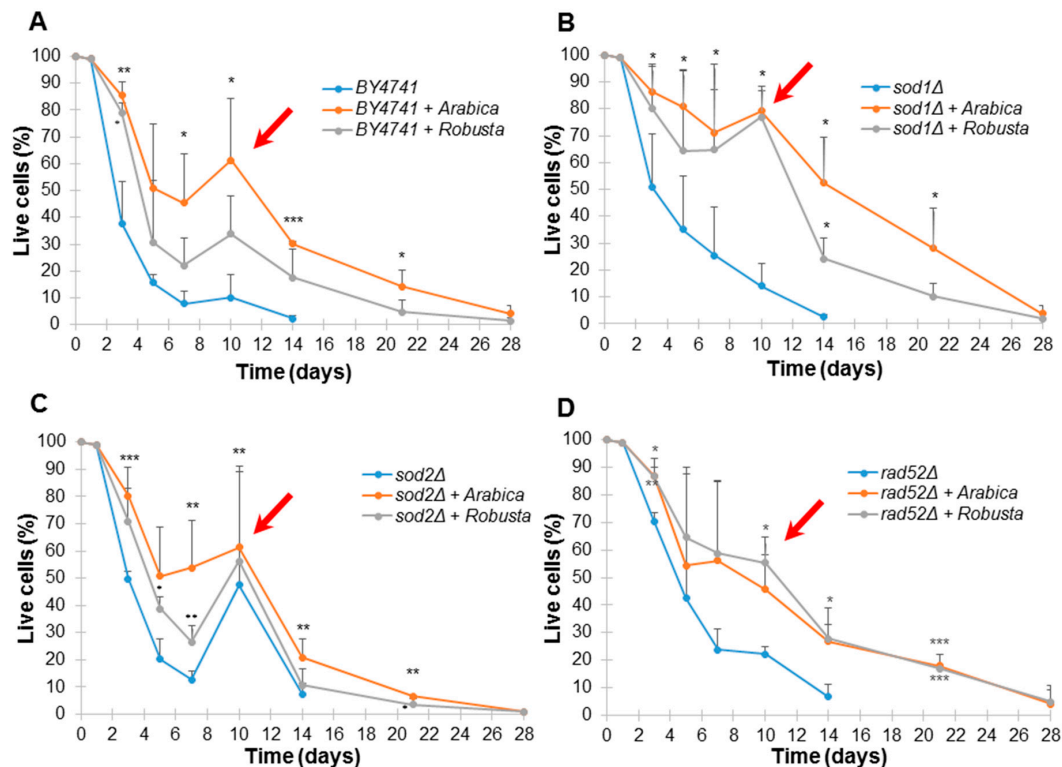 A
100
90
80
70
60
50
40
30
20
10
0
Live cells (%)
0 2 4 6 8 10 12 14 16 18 20 22 24 26 28
Time (days)
** * * *** *
BY4741
BY4741 + Arabica
BY4741 + Robusta
B
100
90
80
70
60
50
40
30
20
10
0
Live cells (%)
0 2 4 6 8 10 12 14 16 18 20 22 24 26 28
Time (days)
* * * * * * *
sod1Δ
sod1Δ + Arabica
sod1Δ + Robusta
C
100
90
80
70
60
50
40
30
20
10
0
Live cells (%)
0 2 4 6 8 10 12 14 16 18 20 22 24 26 28
Time (days)
*** ** ** ** **
sod2Δ
sod2Δ + Arabica
sod2Δ + Robusta
D
100
90
80
70
60
50
40
30
20
10
0
Live cells (%)
0 2 4 6 8 10 12 14 16 18 20 22 24 26 28
Time (days)
* ** * * *** ***
rad52Δ
rad52Δ + Arabica
rad52Δ + Robusta